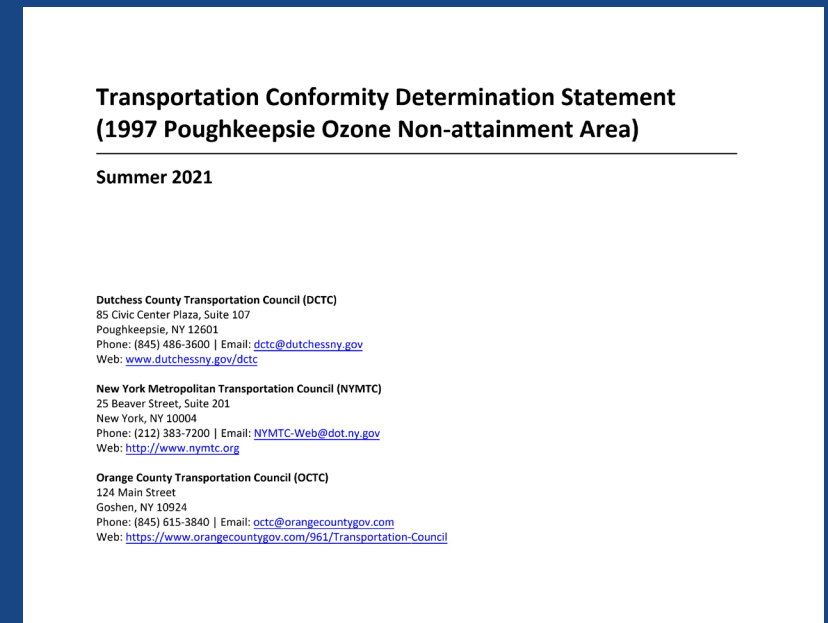 Transportation Conformity Determination Statement
(1997 Poughkeepsie Ozone Non-attainment Area)
Summer 2021
Dutchess County Transportation Council (DCTC)
85 Civic Center Plaza, Suite 107
Poughkeepsie, NY 12601
Phone: (845) 486-3600 | Email: dctc@dutchessny.gov
Web: www.dutchessny.gov/dctc
New York Metropolitan Transportation Council (NYMTC)
25 Beaver Street, Suite 201
New York, NY 10004
Phone: (212) 383-7200 | Email: NYMTC-Web@dot.ny.gov
Web: http://www.nymtc.org
Orange County Transportation Council (OCTC)
124 Main Street
Goshen, NY 10924
Phone: (845) 615-3840 | Email: octc@orangecountygov.com
Web: https://www.orangecountygov.com/961/Transportation-Council